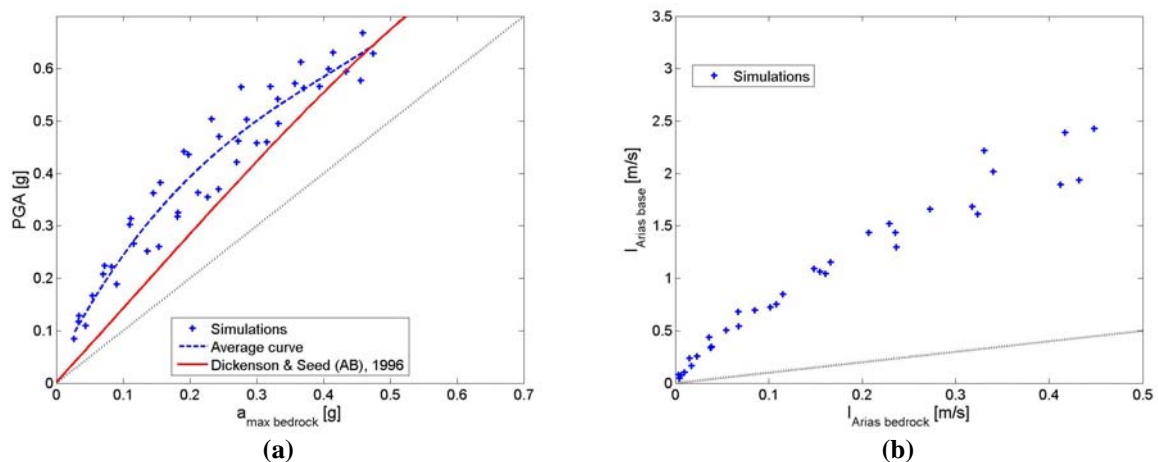 PGA [g]
0.6
0.5
0.4
0.3
0.2
0.1
0
0 0.1 0.2 0.3 0.4 0.5 0.6 0.7
a max bedrock [g]
Simulations
Average curve
Dickenson & Seed (AB), 1996
(a)
I Arias base [m/s]
3.5
3
2.5
2
1.5
1
0.5
0
0 0.1 0.2 0.3 0.4 0.5
I Arias bedrock [m/s]
Simulations
(b)